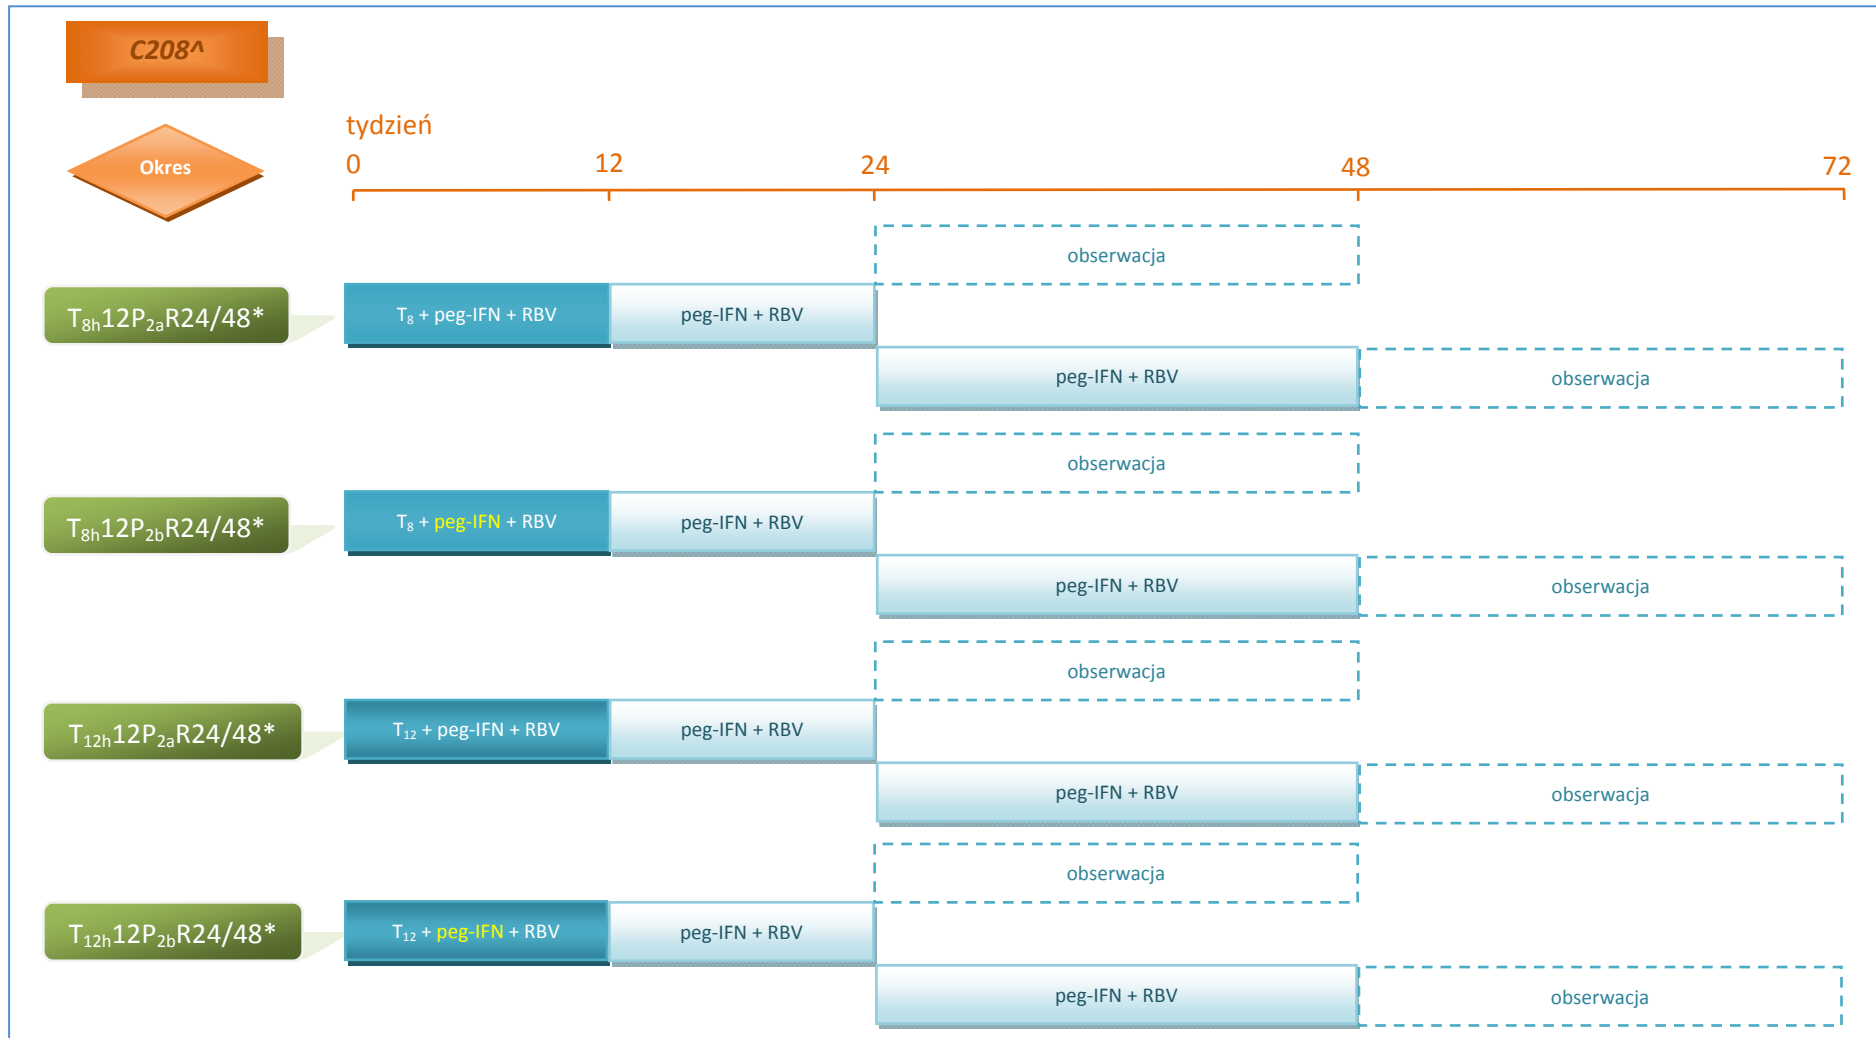 C208^
tydzień
Okres
0 12 24 48 72
obserwacja
T8h12P2aR24/48*
T8 + peg-IFN + RBV
peg-IFN + RBV
peg-IFN + RBV
obserwacja
obserwacja
T8h12P2bR24/48*
T8 + peg-IFN + RBV
peg-IFN + RBV
peg-IFN + RBV
obserwacja
obserwacja
T12h12P2aR24/48*
T12 + peg-IFN + RBV
peg-IFN + RBV
peg-IFN + RBV
obserwacja
obserwacja
T12h12P2bR24/48*
T12 + peg-IFN + RBV
peg-IFN + RBV
peg-IFN + RBV
obserwacja